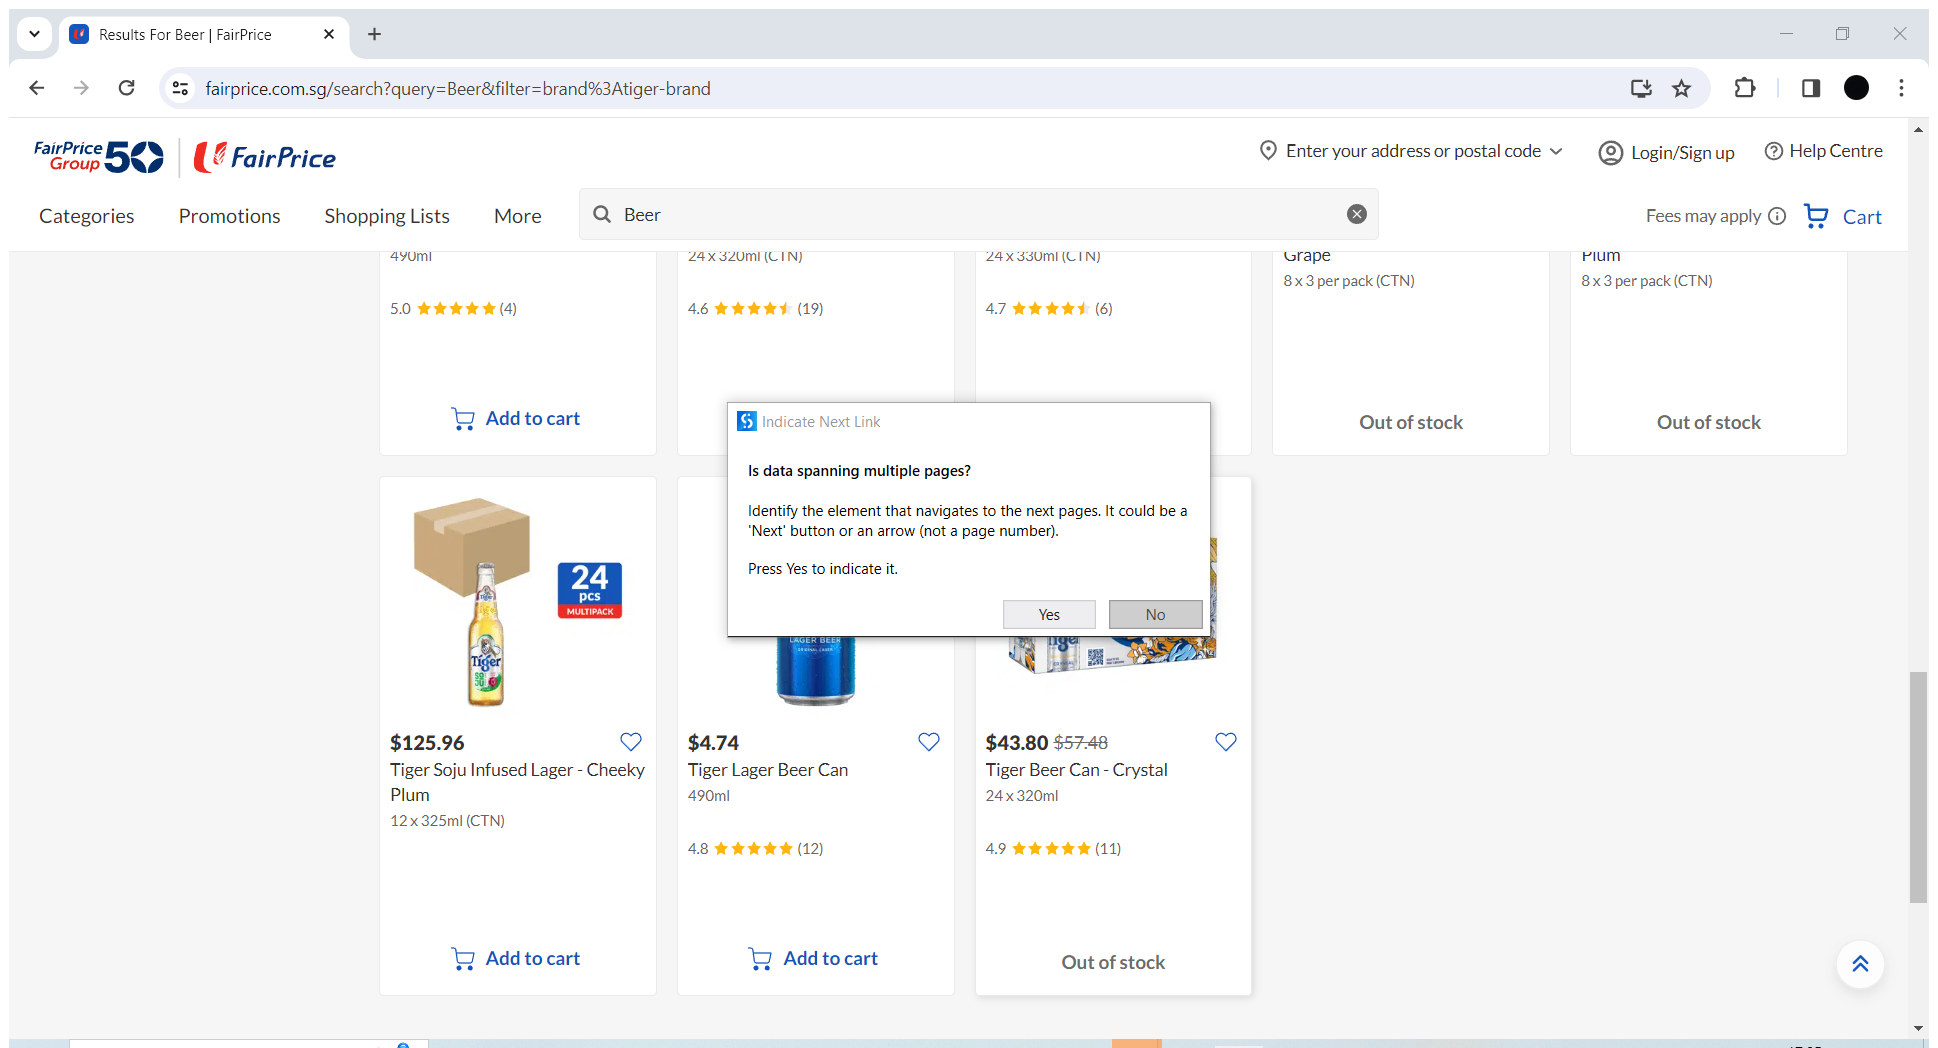 Results For Beer | FairPrice
fairprice.com.sg/search?query=Beer&filter=brand%3Atiger-brand
FairPrice Group 50
FairPrice
Enter your address or postal code
Login/Sign up
Help Centre
Categories
Promotions
Shopping Lists
More
Beer
Fees may apply
Cart
490ml
24 x 320ml (CTN)
24 x 330ml (CTN)
Grape
Plum
8 x 3 per pack (CTN)
8 x 3 per pack (CTN)
5.0 (4)
4.6 (19)
4.7 (6)
Add to cart
Out of stock
Out of stock
Indicate Next Link
Is data spanning multiple pages?
Identify the element that navigates to the next pages. It could be a
'Next' button or an arrow (not a page number).
Press Yes to indicate it.
Yes
No
24
pcs
MULTIPACK
Tiger
SOJU
LAGER BEER
Tiger
$125.96
Tiger Soju Infused Lager - Cheeky
Plum
12 x 325ml (CTN)
$4.74
Tiger Lager Beer Can
490ml
4.8 (12)
$43.80 $57.48
Tiger Beer Can - Crystal
24 x 320ml
4.9 (11)
Add to cart
Add to cart
Out of stock